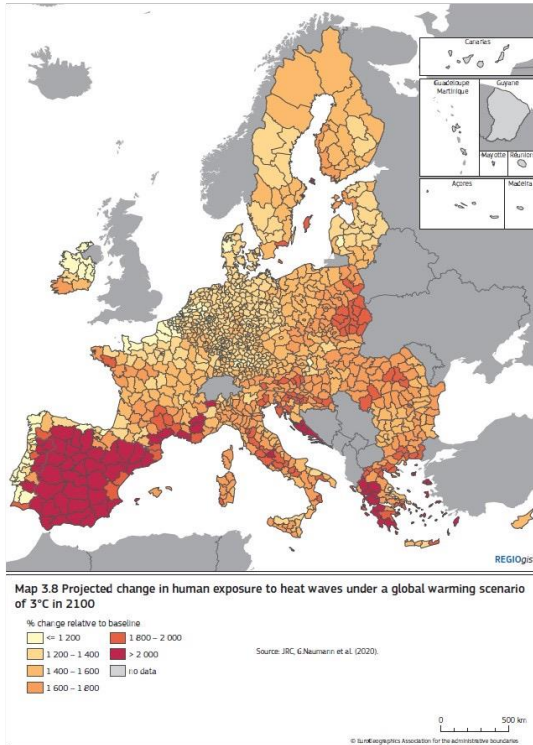 Canarias
Guadeloupe
Martinique
Guyane
Mayotte
Réunion
Açores
Madeira
REGIOgis
Map 3.8 Projected change in human exposure to heat waves under a global warming scenario
of 3°C in 2100
% change relative to baseline
<= 1 200
1 200 – 1 400
1 400 – 1 600
1 600 – 1 800
1 800 – 2 000
> 2 000
no data
Source: JRC, G.Naumann et al. (2020).
0 500 km
© EuroGeographics Association for the administrative boundaries